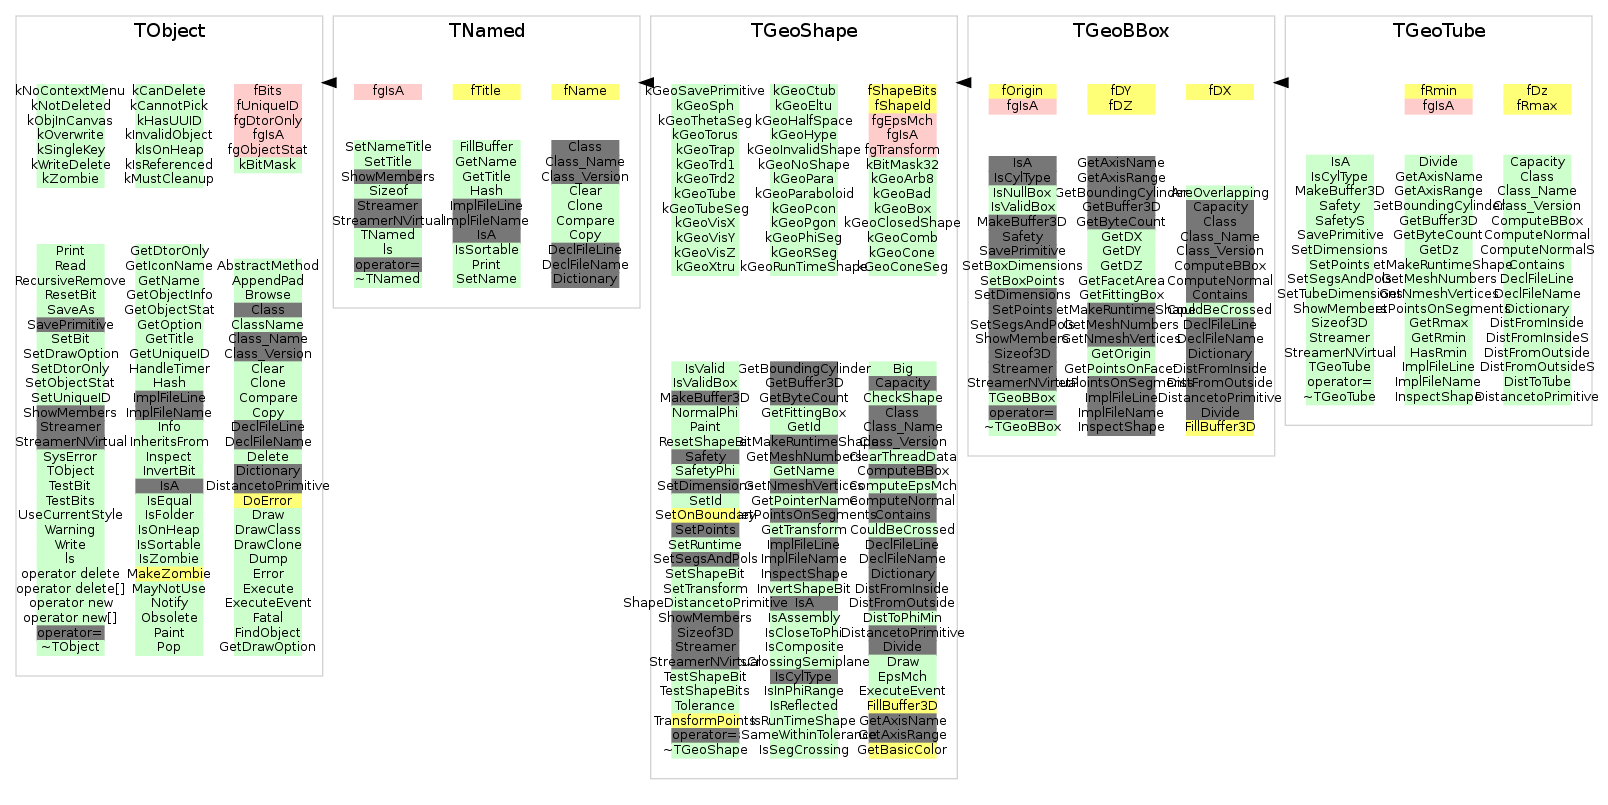 TObject
kNoContextMenu kCanDelete fBits
kNotDeleted kCannotPick fUniqueID
kObjInCanvas kHasUUID fgDtorOnly
kOverwrite kInvalidObject fgIsA
kSingleKey kIsOnHeap fgObjectStat
kWriteDelete kIsReferenced kBitMask
kZombie kMustCleanup
Print GetDtorOnly
Read GetIconName AbstractMethod
RecursiveRemove GetName AppendPad
ResetBit GetObjectInfo Browse
SaveAs GetObjectStat Class
SavePrimitive GetOption ClassName
SetBit GetTitle Class_Name
SetDrawOption GetUniqueID Class_Version
SetDtorOnly HandleTimer Clear
SetObjectStat Hash Clone
SetUniqueID ImplFileLine Compare
ShowMembers ImplFileName Copy
Streamer Info DeclFileLine
StreamerNVirtual InheritsFrom DeclFileName
SysError Inspect Delete
TObject InvertBit Dictionary
TestBit IsA DistancetoPrimitive
TestBits IsEqual DoError
UseCurrentStyle IsFolder Draw
Warning IsOnHeap DrawClass
Write IsSortable DrawClone
ls IsZombie Dump
operator delete MakeZombie Error
operator delete[] MayNotUse Execute
operator new Notify ExecuteEvent
operator new[] Obsolete Fatal
operator= Paint FindObject
~TObject Pop GetDrawOption
TNamed
fgIsA fTitle fName
SetNameTitle FillBuffer Class
SetTitle GetName Class_Name
ShowMembers GetTitle Class_Version
Sizeof Hash Clear
Streamer ImplFileLine Clone
StreamerNVirtual ImplFileName Compare
TNamed IsA Copy
ls IsSortable DeclFileLine
operator= Print DeclFileName
~TNamed SetName Dictionary
TGeoShape
kGeoSavePrimitive kGeoCtub fShapeBits
kGeoSph kGeoEltu fShapeId
kGeoThetaSeg kGeoHalfSpace fgEpsMch
kGeoTorus kGeoHype fgIsA
kGeoTrap kGeoInvalidShape fgTransform
kGeoTrd1 kGeoNoShape kBitMask32
kGeoTrd2 kGeoPara kGeoArb8
kGeoTube kGeoParaboloid kGeoBad
kGeoTubeSeg kGeoPcon kGeoBox
kGeoVisX kGeoPgon kGeoClosedShape
kGeoVisY kGeoPhiSeg kGeoComb
kGeoVisZ kGeoRSeg kGeoCone
kGeoXtru kGeoRunTimeShape kGeoConeSeg
IsValid GetBoundingCylinder Big
IsValidBox GetBuffer3D Capacity
MakeBuffer3D GetByteCount CheckShape
NormalPhi GetFittingBox Class
Paint GetId Class_Name
ResetShapeBit etMakeRuntimeShape Class_Version
Safety GetMeshNumbers ClearThreadData
SafetyPhi GetName ComputeBBox
SetDimensions GetNmeshVertices ComputeEpsMch
SetId GetPointerName ComputeNormal
SetOnBoundary etPointsOnSegments Contains
SetPoints GetTransform CouldBeCrossed
SetRuntime ImplFileLine DeclFileLine
SetSegsAndPols ImplFileName DeclFileName
SetShapeBit InspectShape Dictionary
SetTransform InvertShapeBit DistFromInside
ShapeDistancetoPrimitive IsA DistFromOutside
ShowMembers IsAssembly DistToPhiMin
Sizeof3D IsCloseToPhi DistancetoPrimitive
Streamer IsComposite Divide
StreamerNVirtual sCrossingSemiplane Draw
TestShapeBit IsCylType EpsMch
TestShapeBits IsInPhiRange ExecuteEvent
Tolerance IsReflected FillBuffer3D
TransformPoints IsRunTimeShape GetAxisName
operator= SameWithinTolerance GetAxisRange
~TGeoShape IsSegCrossing GetBasicColor
TGeoBBox
fOrigin fDY fDX
fgIsA fDZ
IsA GetAxisName
IsCylType GetAxisRange
IsNullBox GetBoundingCylinder AreOverlapping
IsValidBox GetBuffer3D Capacity
MakeBuffer3D GetByteCount Class
Safety GetDX Class_Name
SavePrimitive GetDY Class_Version
SetBoxDimensions GetDZ ComputeBBox
SetBoxPoints GetFacetArea ComputeNormal
SetDimensions GetFittingBox Contains
SetPoints etMakeRuntimeShape CouldBeCrossed
SetSegsAndPols GetMeshNumbers DeclFileLine
ShowMembers GetNmeshVertices DeclFileName
Sizeof3D GetOrigin Dictionary
Streamer GetPointsOnFacet DistFromInside
StreamerNVirtual etPointsOnSegments DistFromOutside
TGeoBBox ImplFileLine DistancetoPrimitive
operator= ImplFileName Divide
~TGeoBBox InspectShape FillBuffer3D
TGeoTube
fRmin fDz
fgIsA fRmax
IsA Divide Capacity
IsCylType GetAxisName Class
MakeBuffer3D GetAxisRange Class_Name
Safety GetBoundingCylinder Class_Version
SafetyS GetBuffer3D ComputeBBox
SavePrimitive GetByteCount ComputeNormal
SetDimensions GetDz ComputeNormalS
SetPoints etMakeRuntimeShape Contains
SetSegsAndPols GetMeshNumbers DeclFileLine
SetTubeDimensions GetNmeshVertices DeclFileName
ShowMembers etPointsOnSegments Dictionary
Sizeof3D GetRmax DistFromInside
Streamer GetRmin DistFromInsideS
StreamerNVirtual HasRmin DistFromOutside
TGeoTube ImplFileLine DistFromOutsideS
operator= ImplFileName DistToTube
~TGeoTube InspectShape DistancetoPrimitive